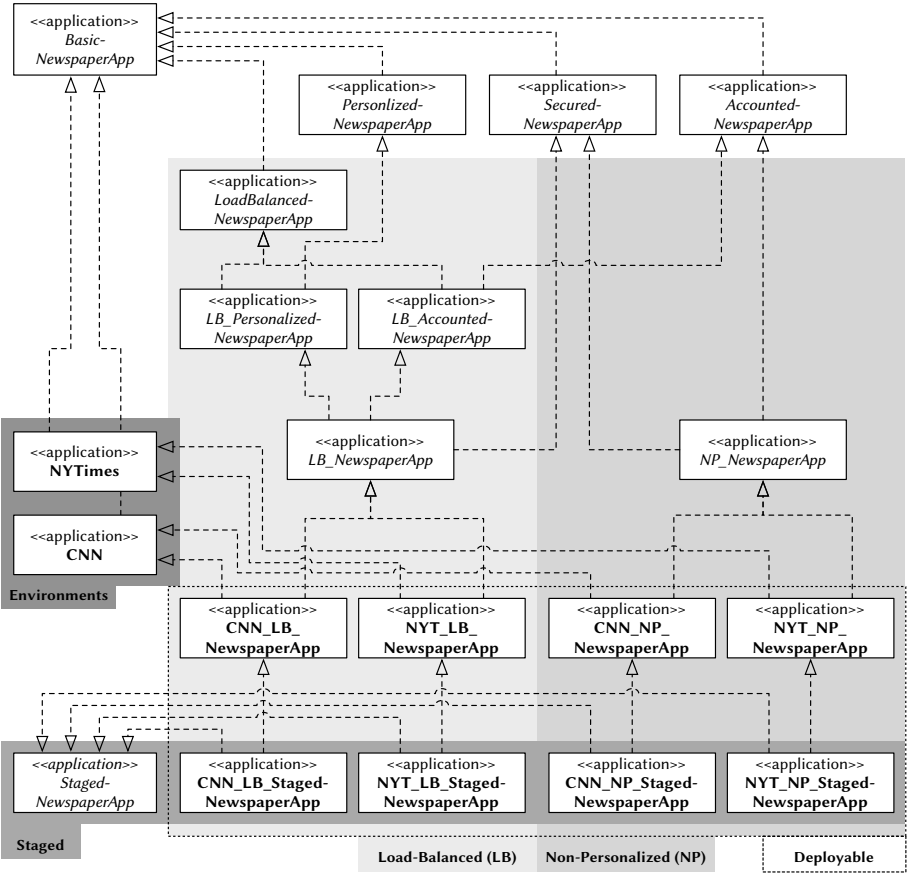 <<application>>
Basic-
NewspaperApp
<<application>>
Personlized-
NewspaperApp
<<application>>
Secured-
NewspaperApp
<<application>>
Accounted-
NewspaperApp
<<application>>
LoadBalanced-
NewspaperApp
<<application>>
LB_Personalized-
NewspaperApp
<<application>>
LB_Accounted-
NewspaperApp
<<application>>
NYTimes
<<application>>
LB_NewspaperApp
<<application>>
NP_NewspaperApp
<<application>>
CNN
Environments
<<application>>
CNN_LB_
NewspaperApp
<<application>>
NYT_LB_
NewspaperApp
<<application>>
CNN_NP_
NewspaperApp
<<application>>
NYT_NP_
NewspaperApp
<<application>>
Staged-
NewspaperApp
<<application>>
CNN_LB_Staged-
NewspaperApp
<<application>>
NYT_LB_Staged-
NewspaperApp
<<application>>
CNN_NP_Staged-
NewspaperApp
<<application>>
NYT_NP_Staged-
NewspaperApp
Staged
Load-Balanced (LB)
Non-Personalized (NP)
Deployable